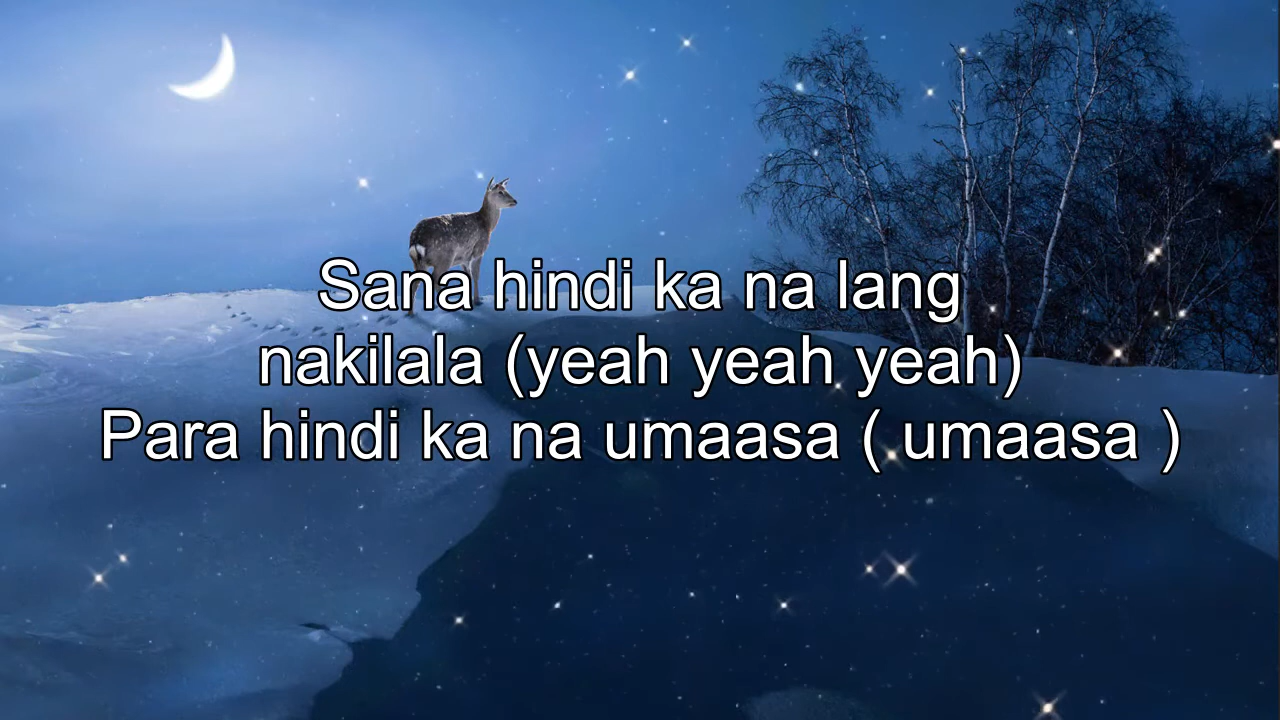 Sana hindi ka na lang
nakilala (yeah yeah yeah)
Para hindi ka na umaasa ( umaasa )